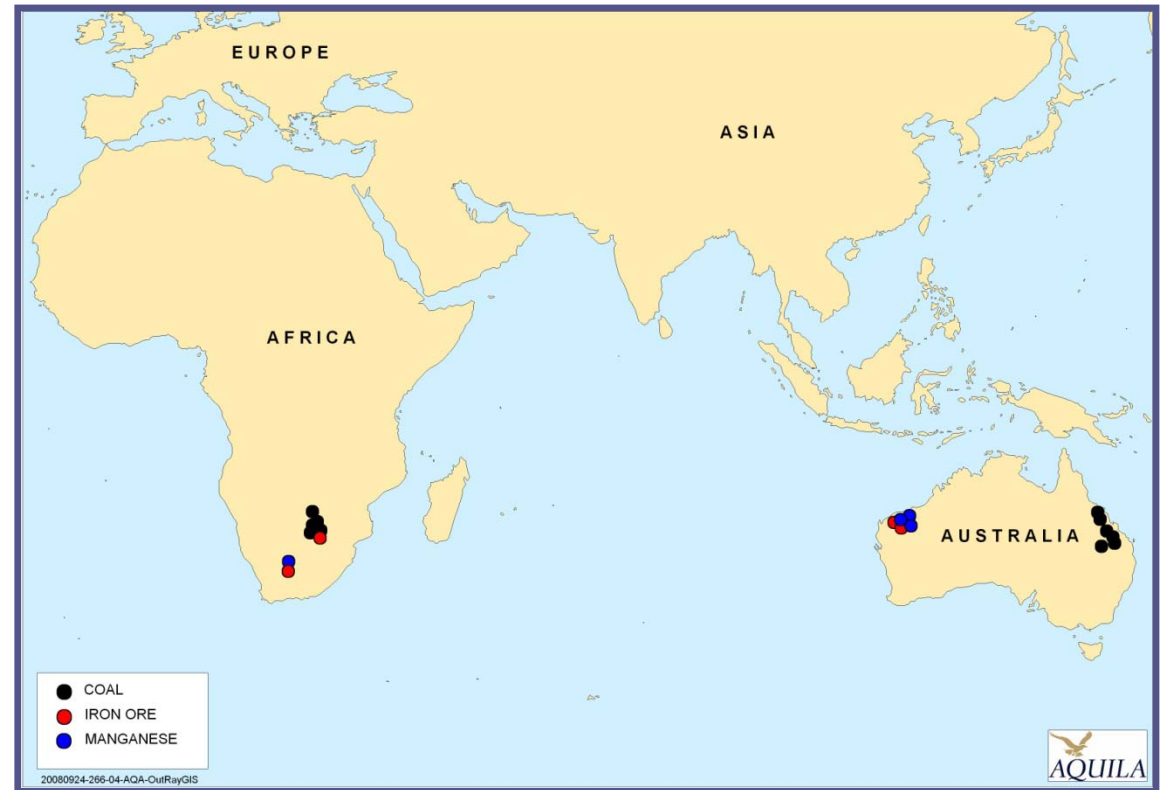 EUROPE
ASIA
AFRICA
AUSTRALIA
COAL
IRON ORE
MANGANESE
20080924-266-04-AQA-OutRayGIS
AQUILA